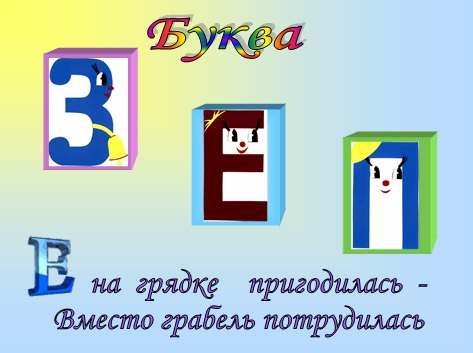 Буква
З
Е
П
Е на грядке пригодилась -
Вместо грабель потрудилась